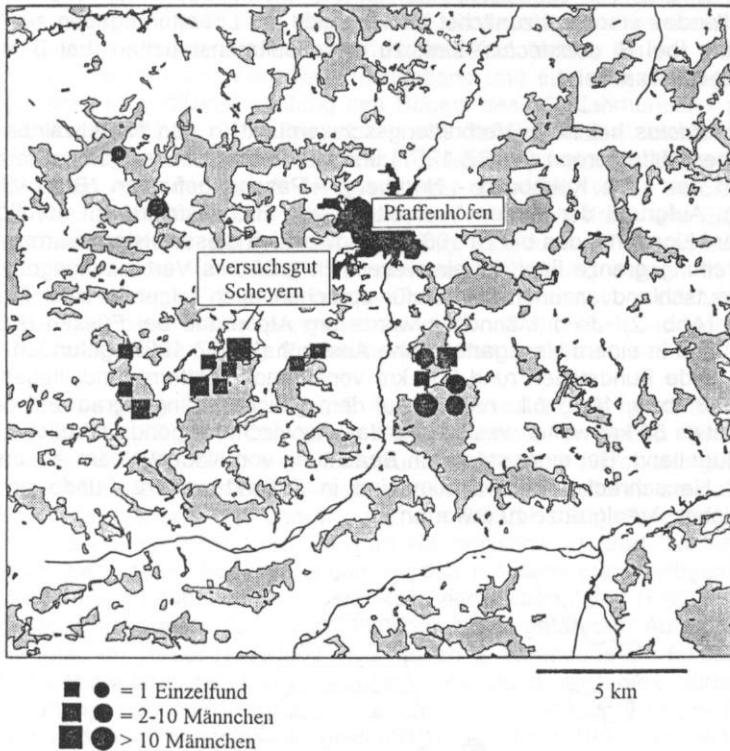 Pfaffenhofen
Versuchsgut
Scheyern
5 km
= 1 Einzelfund
= 2-10 Männchen
> 10 Männchen